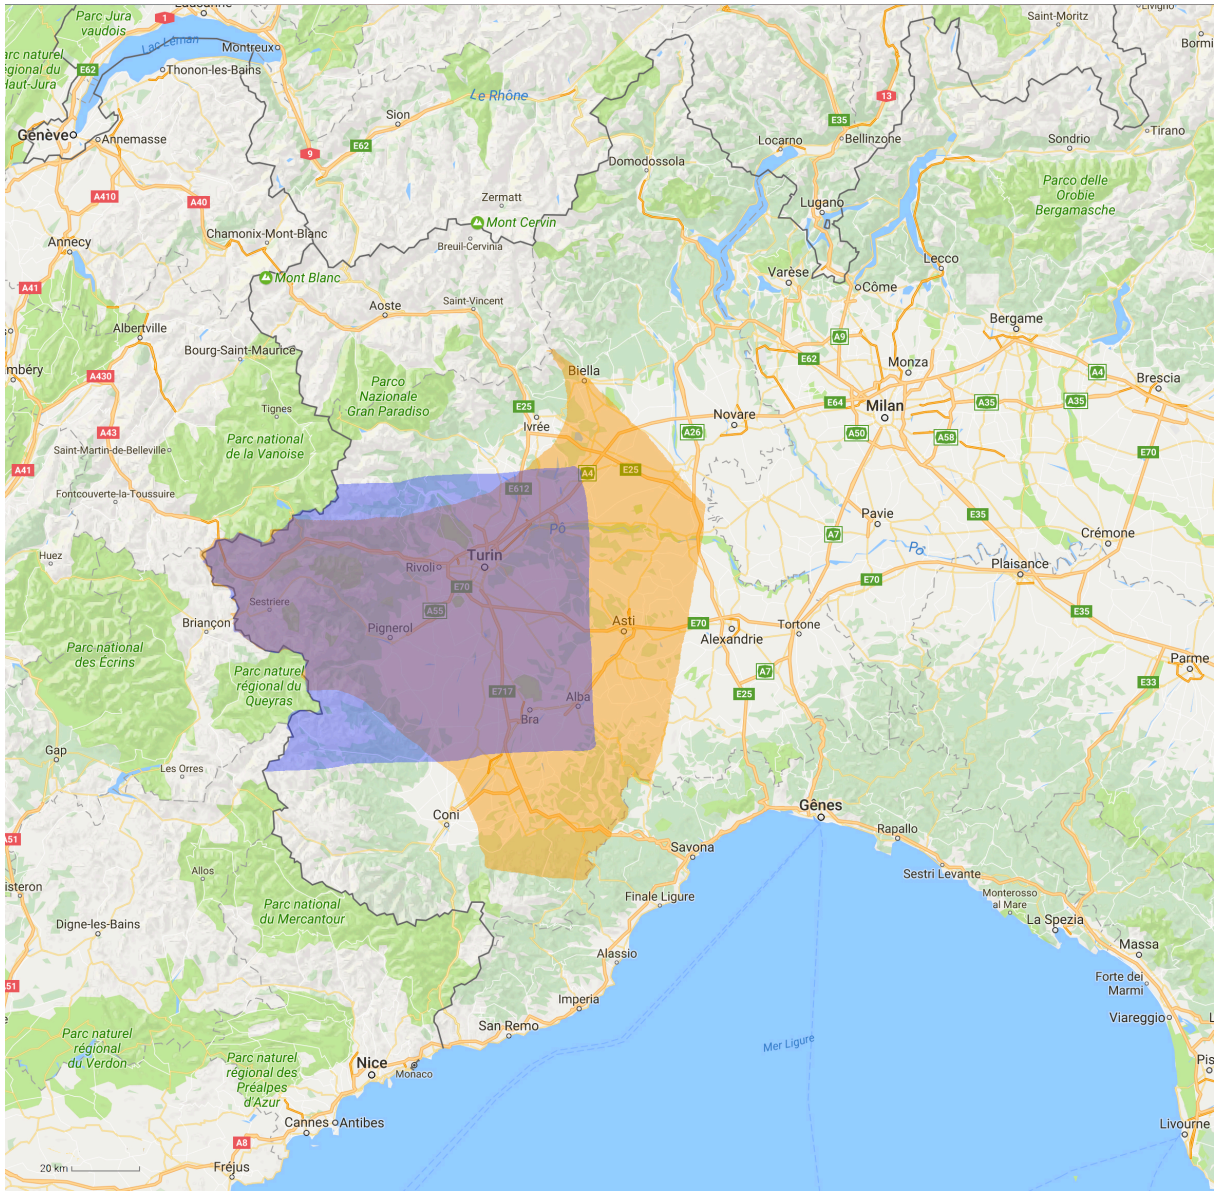 Parc Jura
vaudois
1
Lausanne
Saint-Moritz
Livigno
Bormi
arc naturel
égional du
Haut-Jura
E62
Lac Léman
Montreux
Thonon-les-Bains
Le Rhône
13
Sion
E35
Genève
Annemasse
Locarno
Bellinzone
Sondrio
Tirano
9
E62
Domodossola
Parco delle
Orobie
Bergamasche
A410
A40
Zermatt
Lugano
Mont Cervin
Chamonix-Mont-Blanc
Annecy
Breuil-Cervinia
Lecco
Mont Blanc
Varèse
Côme
A41
Aoste
Saint-Vincent
Albertville
Bergame
Bourg-Saint-Maurice
A9
E62
Monza
mbéry
A430
Parco
Nazionale
Gran Paradiso
Biella
A4
Brescia
Tignes
E25
Ivrée
Novare
E64
Milan
A35
A35
A43
Parc national
de la Vanoise
A26
A50
A58
Saint-Martin-de-Belleville
A41
E70
A4
E25
Fontcouverte-la-Toussuire
E612
Pavie
E35
Pô
A7
Crémone
Huez
Turin
Rivoli
Pô
Plaisance
E70
E70
Sestriere
A55
E35
Briançon
Pignerol
Asti
E70
Alexandrie
Tortone
Parc national
des Écrins
Parme
Parc naturel
régional du
Queyras
A7
E33
E717
Alba
E25
Bra
Gap
Les Orres
Coni
Gênes
A51
Rapallo
Savona
Allos
Sestri Levante
isteron
Finale Ligure
Monterosso
al Mare
Parc national
du Mercantour
La Spezia
Digne-les-Bains
Massa
Alassio
A51
Forte dei
Marmi
Imperia
Viareggio
San Remo
Parc naturel
régional
du Verdon
Mer Ligure
Nice
Monaco
Pis
Parc naturel
régional des
Préalpes
d'Azur
Cannes
Antibes
Livourne
A8
Fréjus
20 km